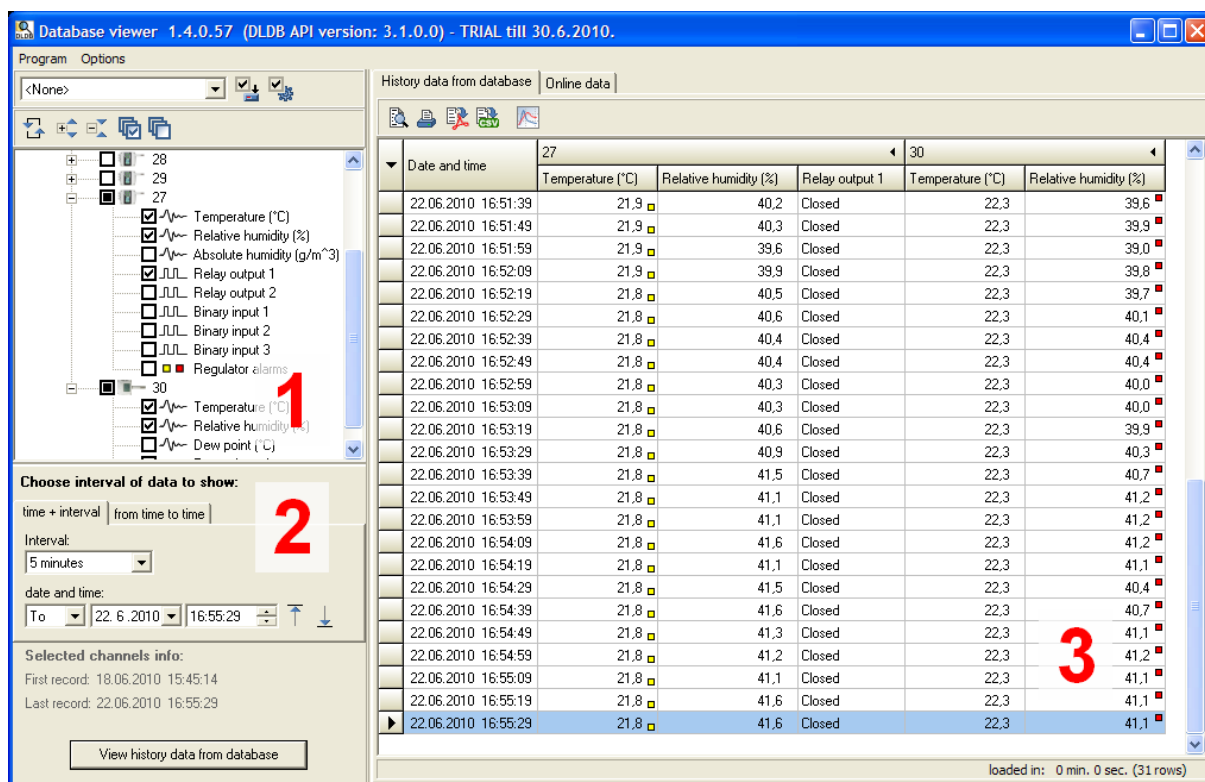 Database viewer 1.4.0.57 (DLDB API version: 3.1.0.0) - TRIAL till 30.6.2010.
Program Options
<None>
28
29
27
Temperature (°C)
Relative humidity (%)
Absolute humidity (g/m^3)
Relay output 1
Relay output 2
Binary input 1
Binary input 2
Binary input 3
Regulator alarms
30
Temperature (°C)
Relative humidity (%)
Dew point (°C)
1
Choose interval of data to show:
time + interval from time to time
2
Interval:
5 minutes
date and time:
To 22. 6 .2010 16:55:29
Selected channels info:
First record: 18.06.2010 15:45:14
Last record: 22.06.2010 16:55:29
View history data from database
History data from database Online data
CSV
Date and time 27 30
Temperature (°C) Relative humidity (%) Relay output 1 Temperature (°C) Relative humidity (%)
22.06.2010 16:51:39 21,9 40,2 Closed 22,3 39,6
22.06.2010 16:51:49 21,9 40,3 Closed 22,3 39,9
22.06.2010 16:51:59 21,9 39,6 Closed 22,3 39,0
22.06.2010 16:52:09 21,9 39,9 Closed 22,3 39,8
22.06.2010 16:52:19 21,8 40,5 Closed 22,3 39,7
22.06.2010 16:52:29 21,8 40,6 Closed 22,3 40,1
22.06.2010 16:52:39 21,8 40,4 Closed 22,3 40,4
22.06.2010 16:52:49 21,8 40,4 Closed 22,3 40,4
22.06.2010 16:52:59 21,8 40,3 Closed 22,3 40,0
22.06.2010 16:53:09 21,8 40,3 Closed 22,3 40,0
22.06.2010 16:53:19 21,8 40,6 Closed 22,3 39,9
22.06.2010 16:53:29 21,8 40,9 Closed 22,3 40,3
22.06.2010 16:53:39 21,8 41,5 Closed 22,3 40,7
22.06.2010 16:53:49 21,8 41,1 Closed 22,3 41,2
22.06.2010 16:53:59 21,8 41,1 Closed 22,3 41,2
22.06.2010 16:54:09 21,8 41,6 Closed 22,3 41,2
22.06.2010 16:54:19 21,8 41,1 Closed 22,3 41,1
22.06.2010 16:54:29 21,8 41,5 Closed 22,3 40,4
22.06.2010 16:54:39 21,8 41,6 Closed 22,3 40,7
22.06.2010 16:54:49 21,8 41,3 Closed 22,3 41,1
22.06.2010 16:54:59 21,8 41,2 Closed 22,3 41,2
22.06.2010 16:55:09 21,8 41,1 Closed 22,3 41,1
22.06.2010 16:55:19 21,8 41,6 Closed 22,3 41,1
22.06.2010 16:55:29 21,8 41,6 Closed 22,3 41,1
3
loaded in: 0 min. 0 sec. (31 rows)